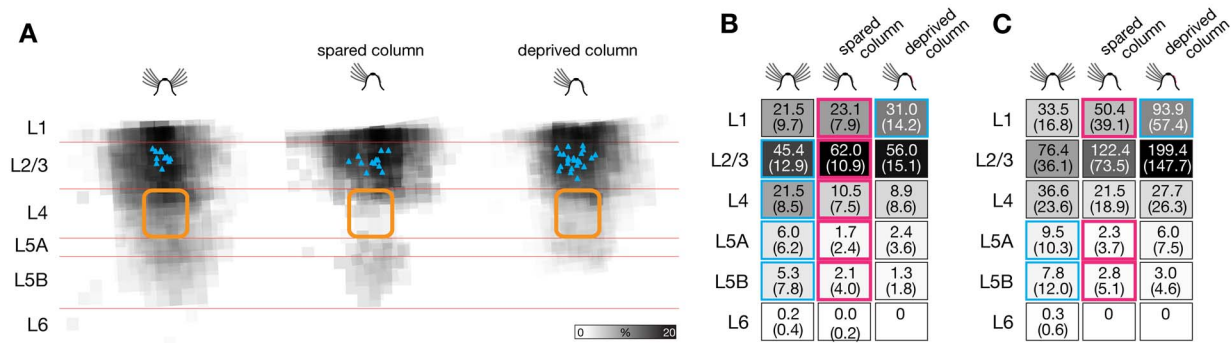 A
spared column
deprived column
L1
L2/3
L4
L5A
L5B
L6
0 % 20
B
spared
column
deprived
column
L1 21.5 23.1 31.0
(9.7) (7.9) (14.2)
L2/3 45.4 62.0 56.0
(12.9) (10.9) (15.1)
L4 21.5 10.5 8.9
(8.5) (7.5) (8.6)
L5A 6.0 1.7 2.4
(6.2) (2.4) (3.6)
L5B 5.3 2.1 1.3
(7.8) (4.0) (1.8)
L6 0.2 0.0 0
(0.4) (0.2)
C
spared
column
deprived
column
L1 33.5 50.4 93.9
(16.8) (39.1) (57.4)
L2/3 76.4 122.4 199.4
(36.1) (73.5) (147.7)
L4 36.6 21.5 27.7
(23.6) (18.9) (26.3)
L5A 9.5 2.3 6.0
(10.3) (3.7) (7.5)
L5B 7.8 2.8 3.0
(12.0) (5.1) (4.6)
L6 0.3 0 0
(0.6)